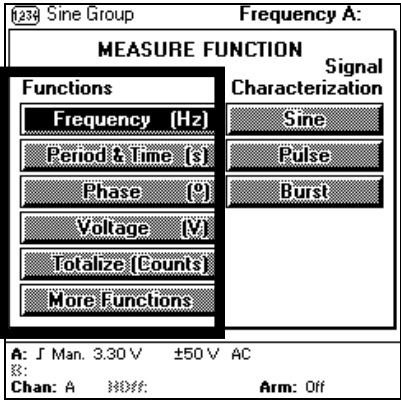 1234 Sine Group Frequency A:
MEASURE FUNCTION
Signal
Functions Characterization
Frequency (Hz) Sine
Period & Time (s) Pulse
Phase (º) Burst
Voltage (V)
Totalize (Counts)
More Functions
A: ᒥ Man. 3.30 V ±50 V AC
B:
Chan: A Arm: Off